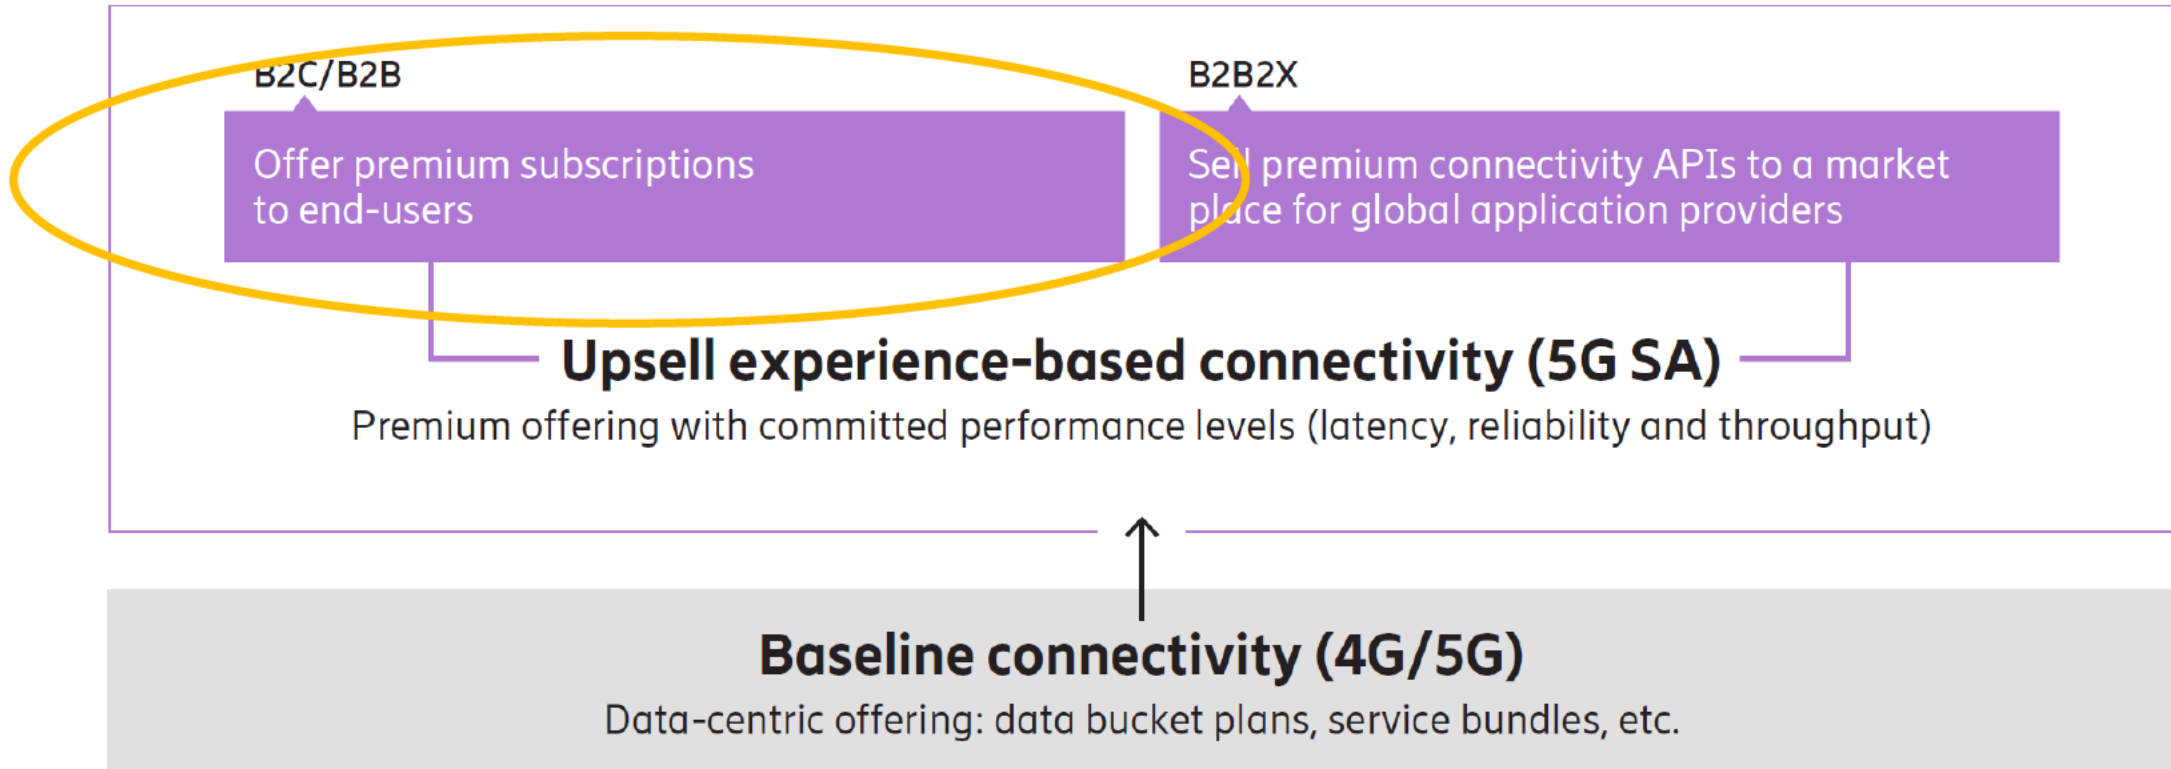 B2C/B2B
Offer premium subscriptions
to end-users
B2B2X
Sell premium connectivity APIs to a market
place for global application providers
Upsell experience-based connectivity (5G SA)
Premium offering with committed performance levels (latency, reliability and throughput)
Baseline connectivity (4G/5G)
Data-centric offering: data bucket plans, service bundles, etc.